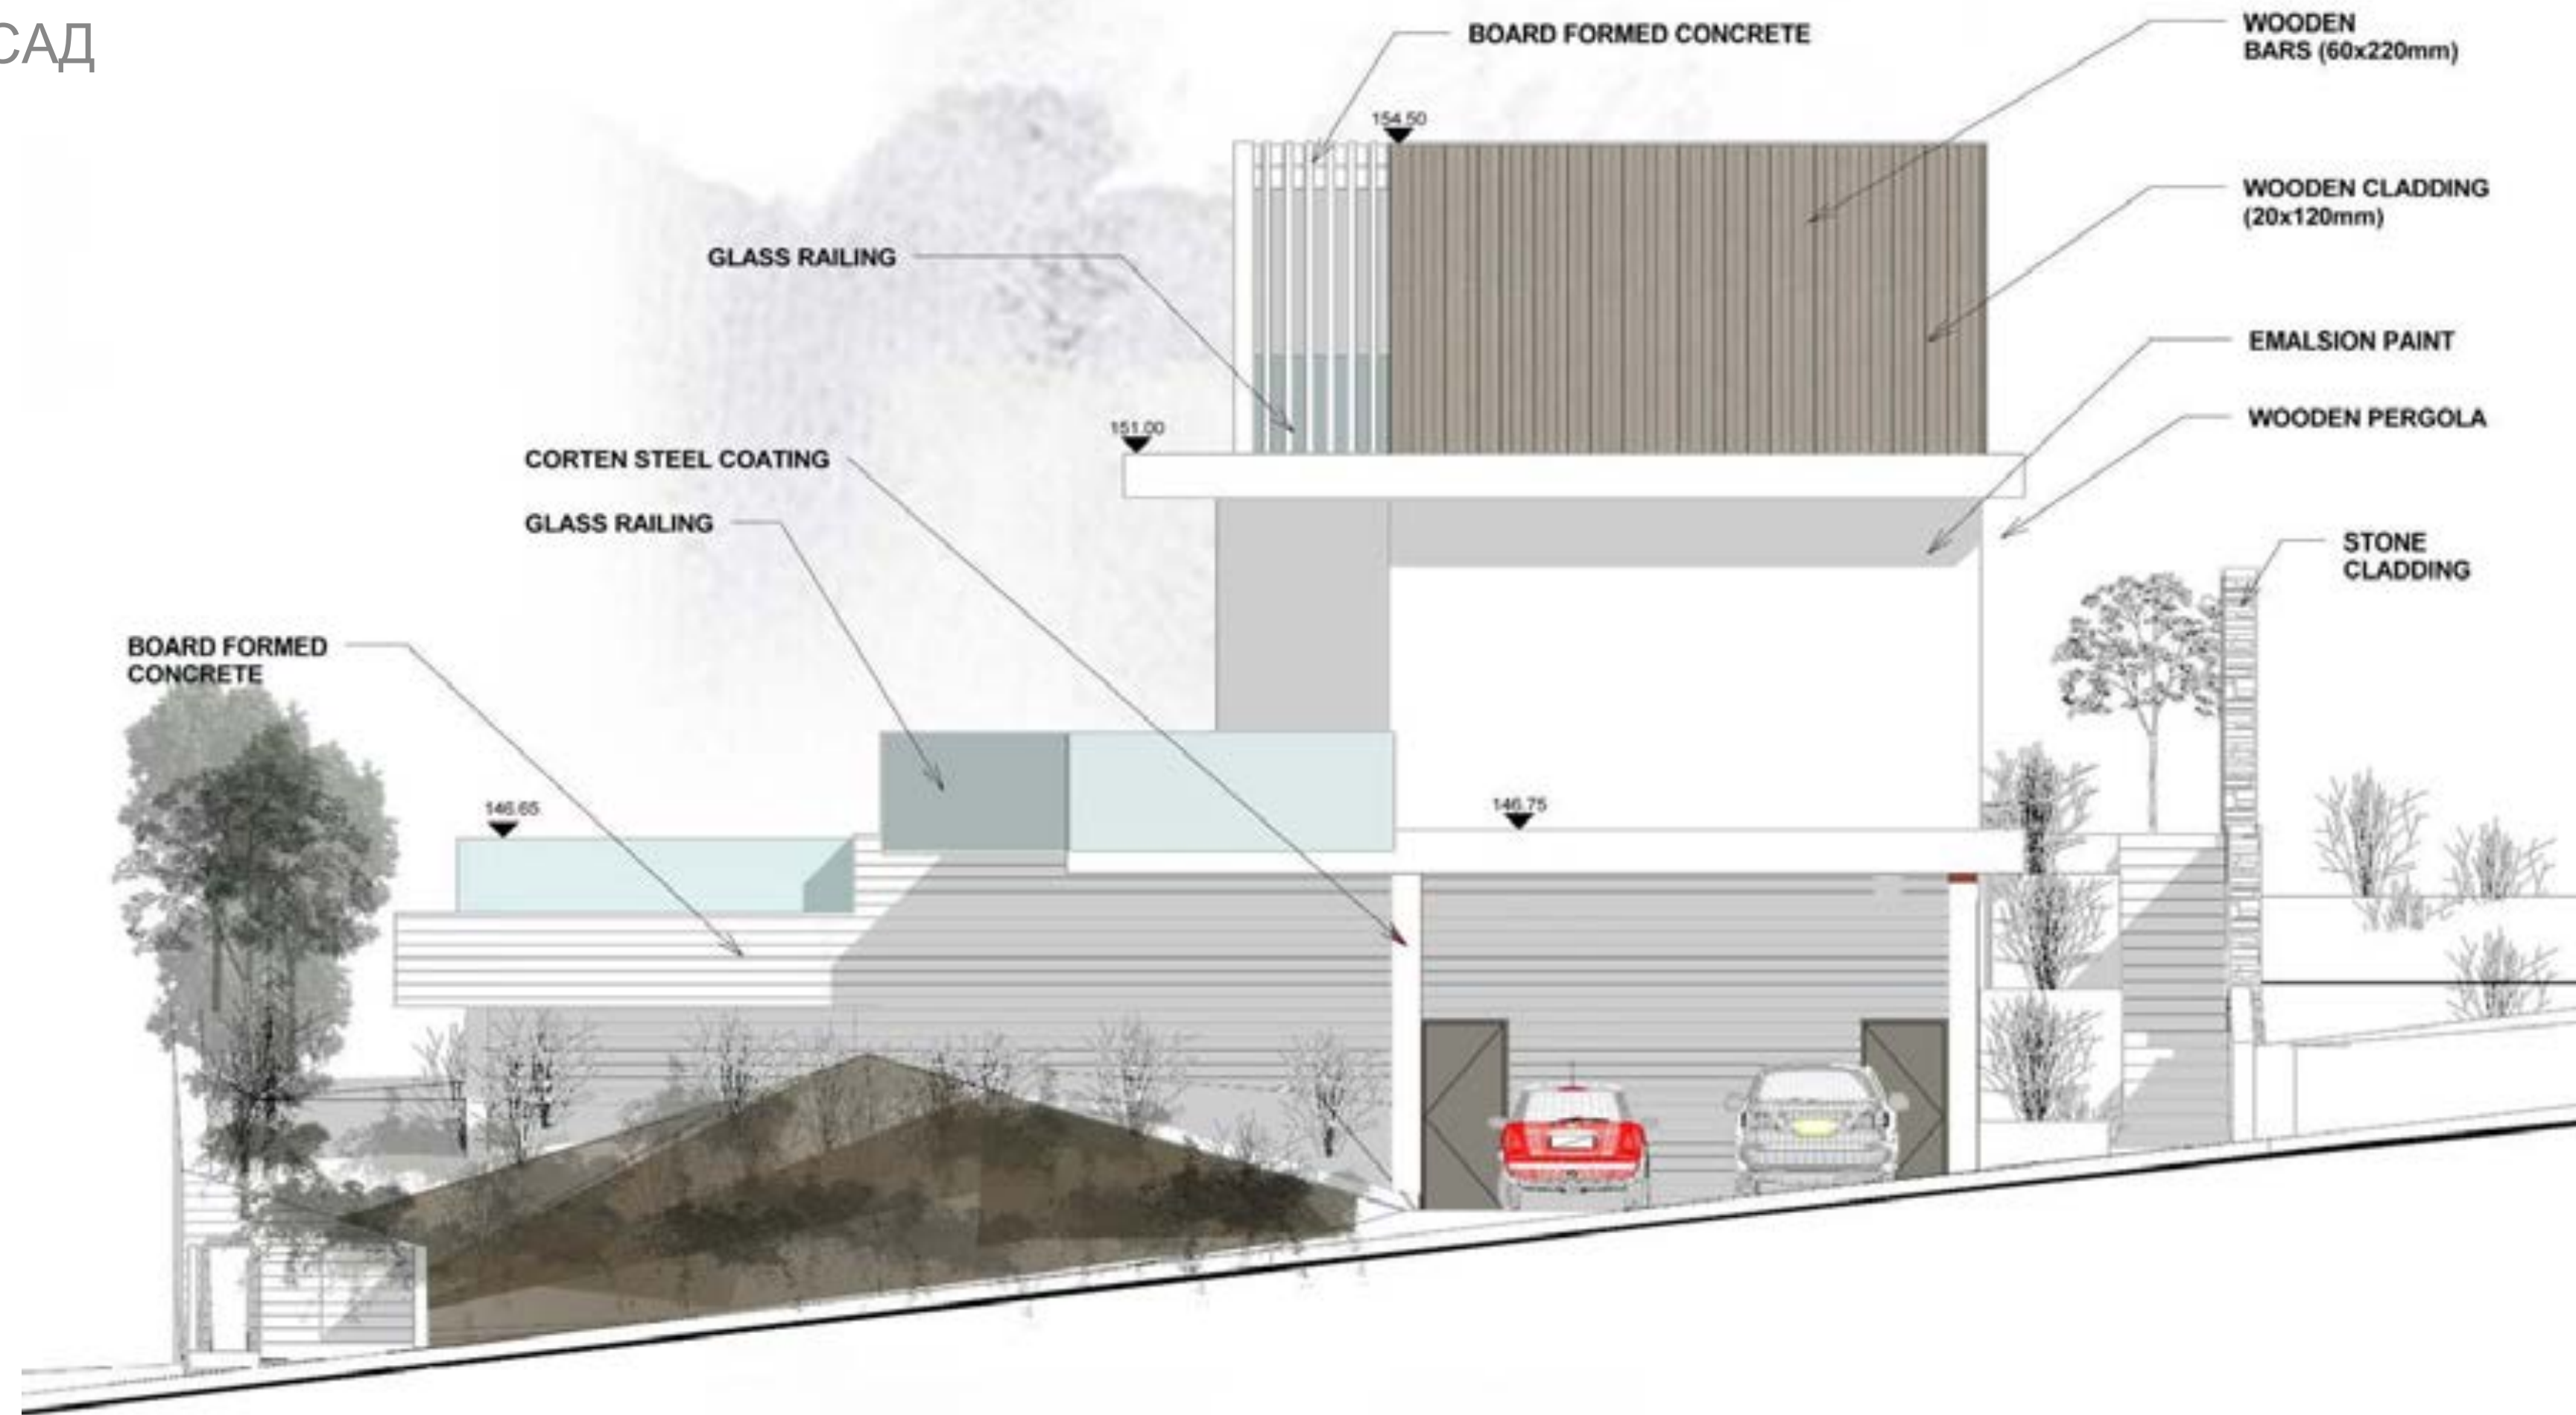 САД
BOARD FORMED CONCRETE
WOODEN
BARS (60x220mm)
154.50
WOODEN CLADDING
(20x120mm)
GLASS RAILING
EMALSION PAINT
WOODEN PERGOLA
151.00
CORTEN STEEL COATING
GLASS RAILING
STONE
CLADDING
BOARD FORMED
CONCRETE
146.65
146.75